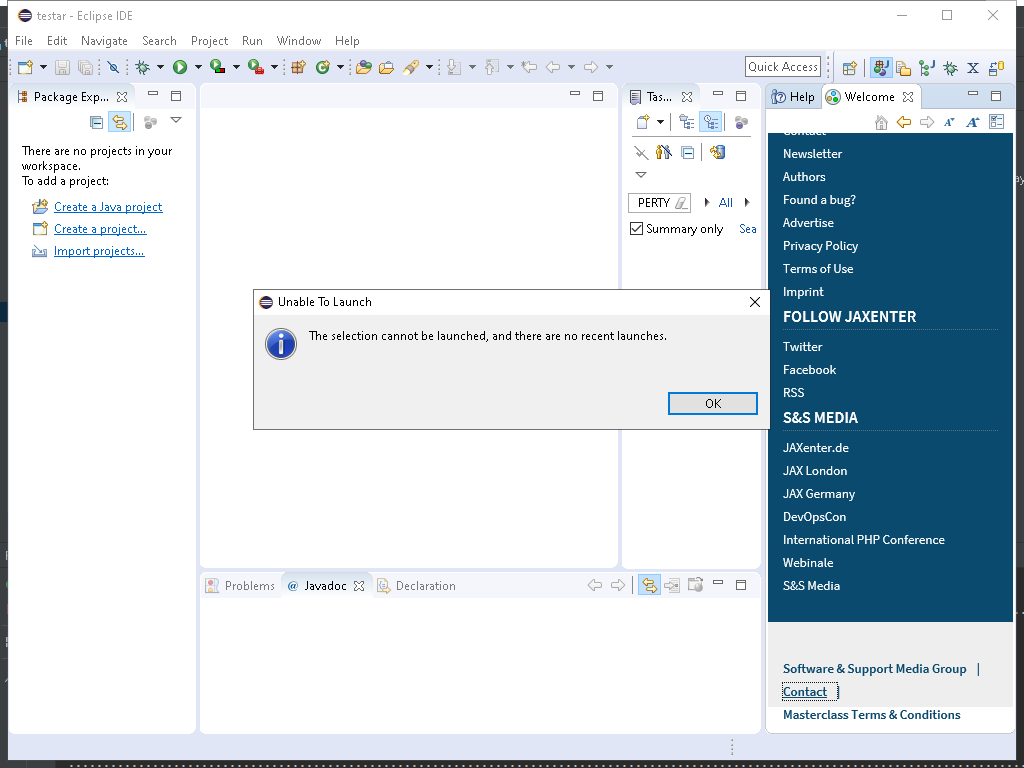 testar - Eclipse IDE
File Edit Navigate Search Project Run Window Help
Quick Access
Package Exp...
There are no projects in your
workspace.
To add a project:
Create a Java project
Create a project...
Import projects...
Tas...
PERTY
All
Summary only
Sea
Help
Welcome
Contact
Newsletter
Authors
Found a bug?
Advertise
Privacy Policy
Terms of Use
Imprint
FOLLOW JAXENTER
Twitter
Facebook
RSS
S&S MEDIA
JAXenter.de
JAX London
JAX Germany
DevOpsCon
International PHP Conference
Webinale
S&S Media
Software & Support Media Group |
Contact |
Masterclass Terms & Conditions
Unable To Launch
The selection cannot be launched, and there are no recent launches.
OK
Problems
@ Javadoc
Declaration